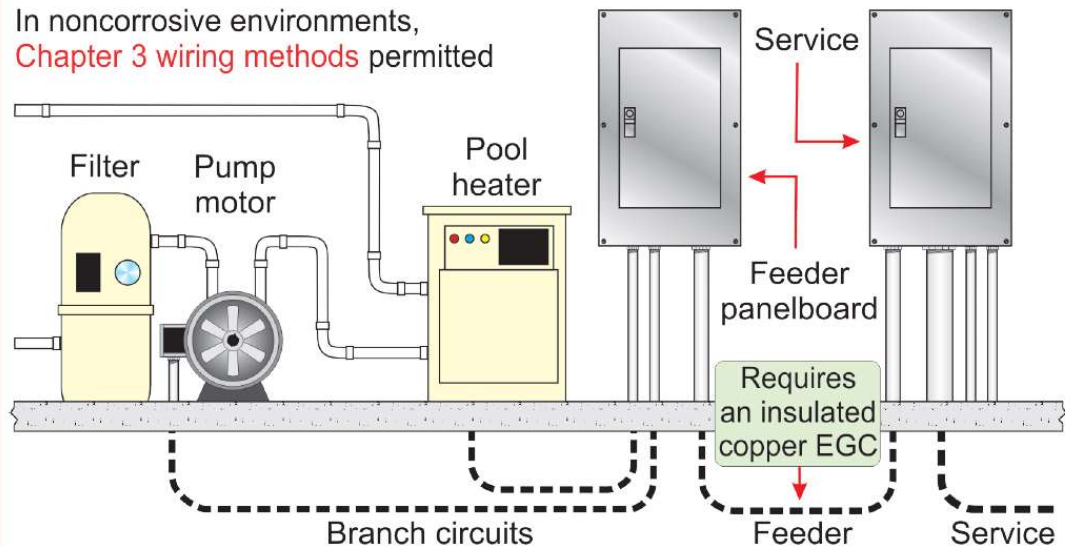 In noncorrosive environments,
Chapter 3 wiring methods permitted
Service
Filter
Pump
motor
Pool
heater
Feeder
panelboard
Requires
an insulated
copper EGC
Branch circuits
Feeder
Service